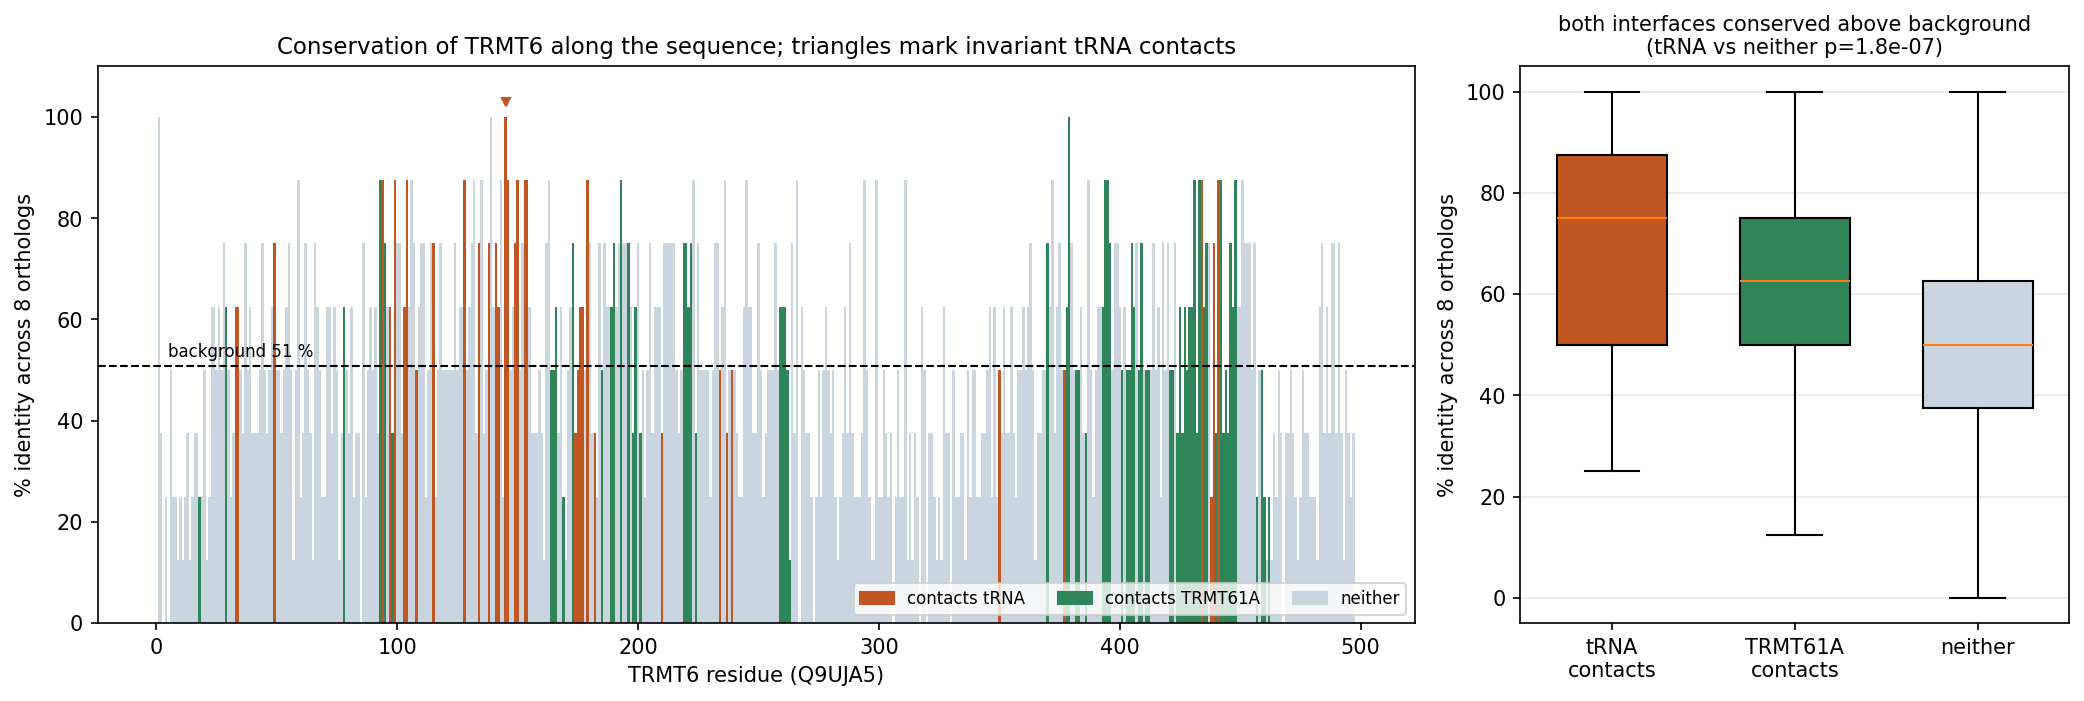 Conservation of TRMT6 along the sequence; triangles mark invariant tRNA contacts
% identity across 8 orthologs
100
80
60
40
20
0
background 51 %
contacts tRNA
contacts TRMT61A
neither
0
100
200
300
400
500
TRMT6 residue (Q9UJA5)
both interfaces conserved above background
(tRNA vs neither p=1.8e-07)
% identity across 8 orthologs
100
80
60
40
20
0
tRNA
contacts
TRMT61A
contacts
neither